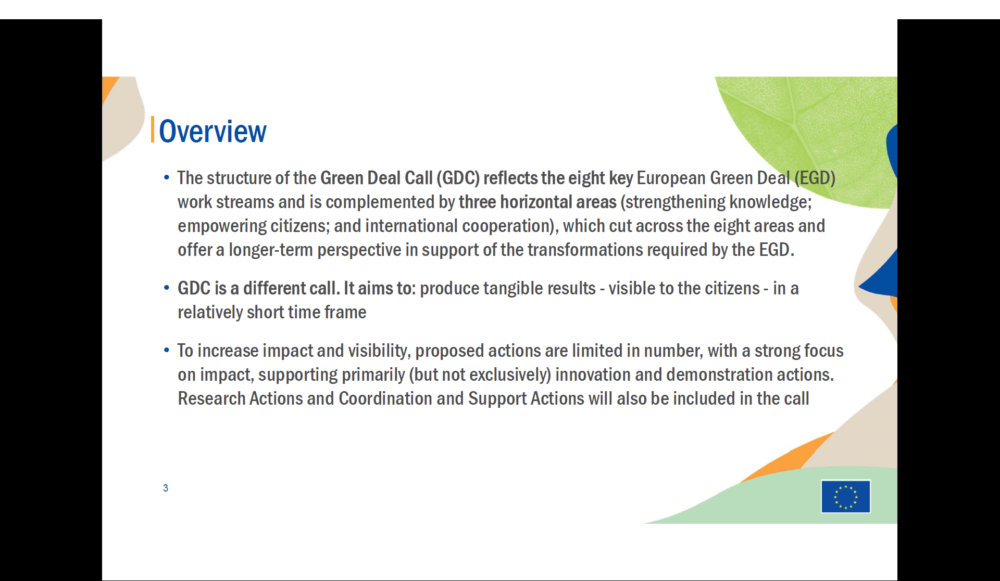 Overview
• The structure of the Green Deal Call (GDC) reflects the eight key European Green Deal (EGD)
work streams and is complemented by three horizontal areas (strengthening knowledge;
empowering citizens; and international cooperation), which cut across the eight areas and
offer a longer-term perspective in support of the transformations required by the EGD.
• GDC is a different call. It aims to: produce tangible results - visible to the citizens - in a
relatively short time frame
• To increase impact and visibility, proposed actions are limited in number, with a strong focus
on impact, supporting primarily (but not exclusively) innovation and demonstration actions.
Research Actions and Coordination and Support Actions will also be included in the call
3